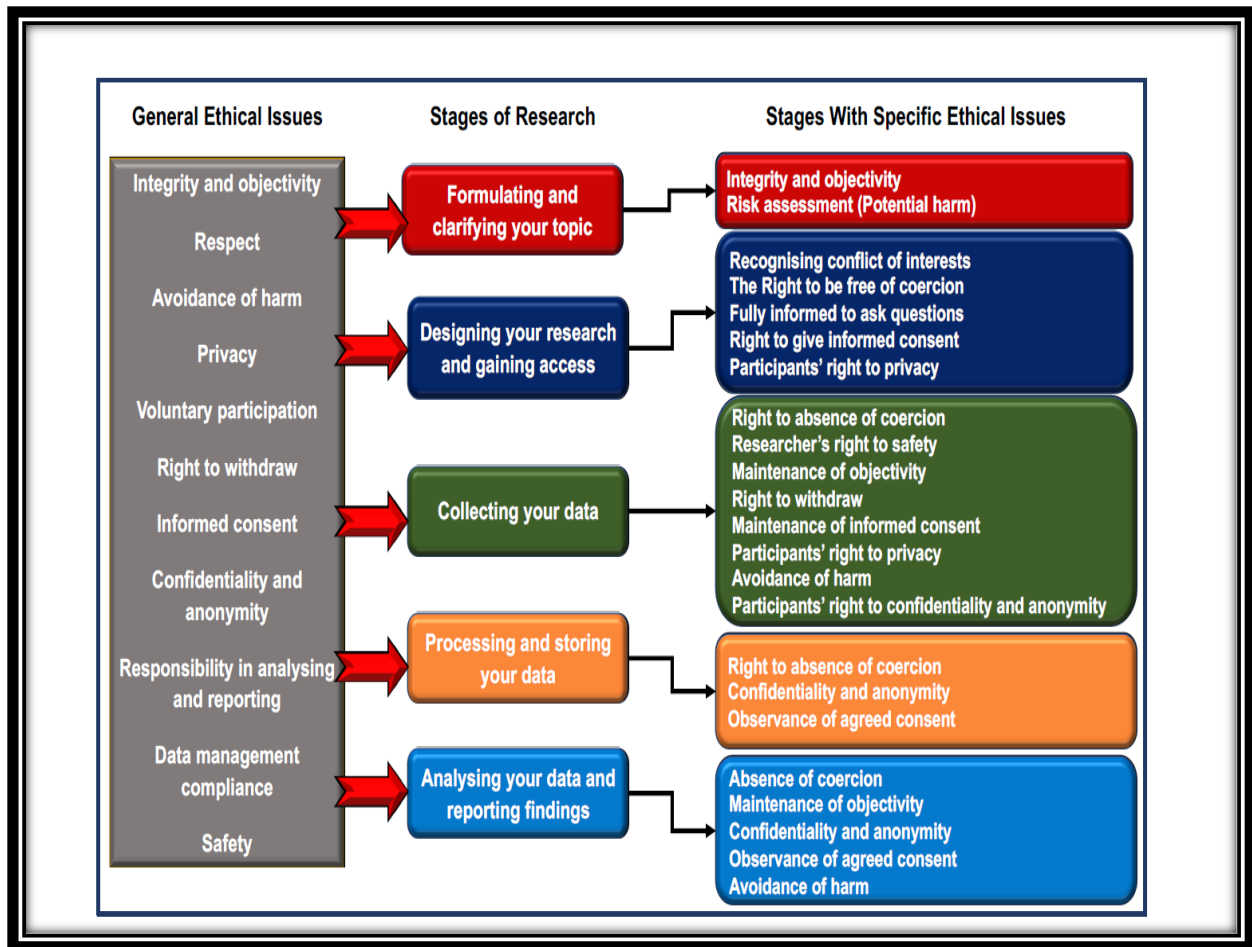 General Ethical Issues
Integrity and objectivity
Respect
Avoidance of harm
Privacy
Voluntary participation
Right to withdraw
Informed consent
Confidentiality and
anonymity
Responsibility in analysing
and reporting
Data management
compliance
Safety
Stages of Research
Formulating and
clarifying your topic
Designing your research
and gaining access
Collecting your data
Processing and storing
your data
Analysing your data and
reporting findings
Stages With Specific Ethical Issues
Integrity and objectivity
Risk assessment (Potential harm)
Recognising conflict of interests
The Right to be free of coercion
Fully informed to ask questions
Right to give informed consent
Participants' right to privacy
Right to absence of coercion
Researcher's right to safety
Maintenance of objectivity
Right to withdraw
Maintenance of informed consent
Participants' right to privacy
Avoidance of harm
Participants' right to confidentiality and anonymity
Right to absence of coercion
Confidentiality and anonymity
Observance of agreed consent
Absence of coercion
Maintenance of objectivity
Confidentiality and anonymity
Observance of agreed consent
Avoidance of harm